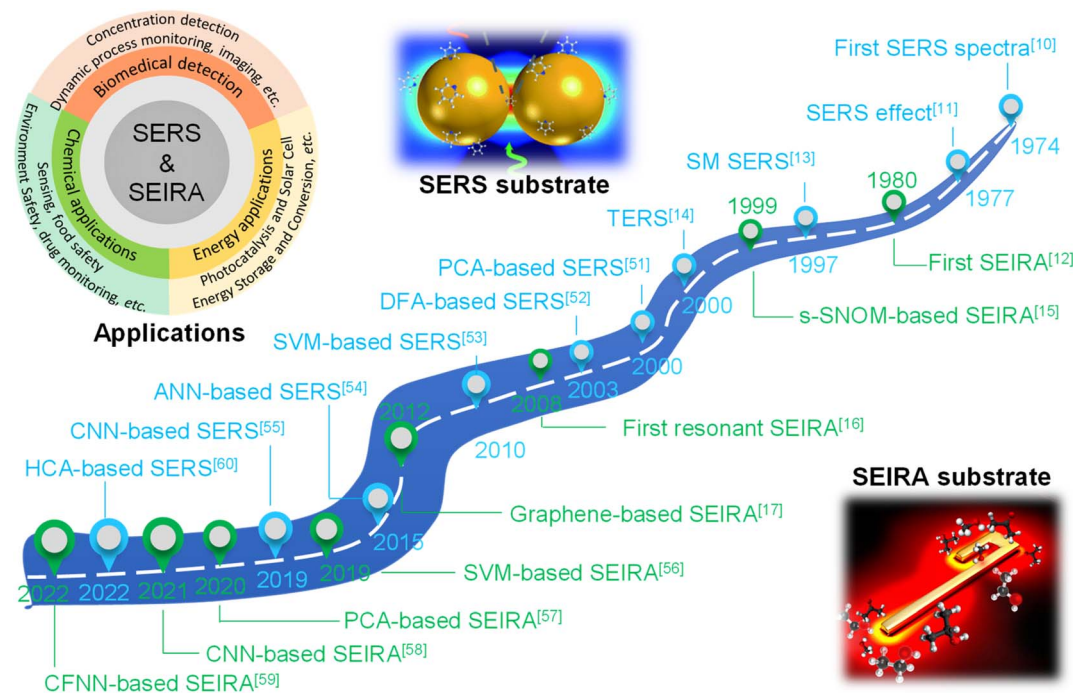 Concentration detection
Dynamic process monitoring, imaging, etc.
Biomedical detection
Environment Safety, drug monitoring, etc.
Sensing, food safety
Chemical applications
SERS
&
SEIRA
Energy applications
Photocatalysis and Solar Cell
Energy Storage and Conversion, etc.
Applications
SERS substrate
First SERS spectra[10]
1974
SERS effect[11]
1977
1980
First SEIRA[12]
SM SERS[13]
1997
1999
s-SNOM-based SEIRA[15]
TERS[14]
2000
PCA-based SERS[51]
2000
DFA-based SERS[52]
2003
2008
First resonant SEIRA[16]
SVM-based SERS[53]
2010
2012
Graphene-based SEIRA[17]
ANN-based SERS[54]
2015
2019
SVM-based SEIRA[56]
CNN-based SERS[55]
2019
2020
PCA-based SEIRA[57]
2021
CNN-based SEIRA[58]
HCA-based SERS[60]
2022
2022
CFNN-based SEIRA[59]
SEIRA substrate